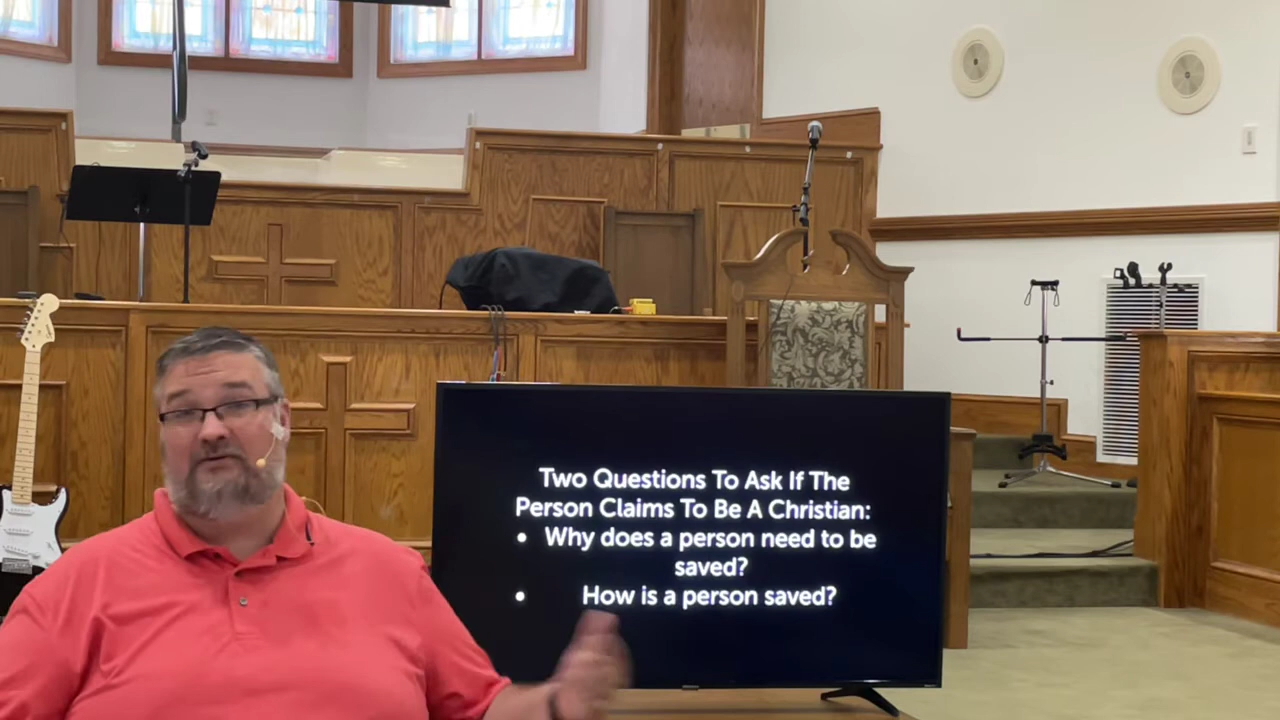 Two Questions To Ask If The
Person Claims To Be A Christian:
• Why does a person need to be
saved?
• How is a person saved?